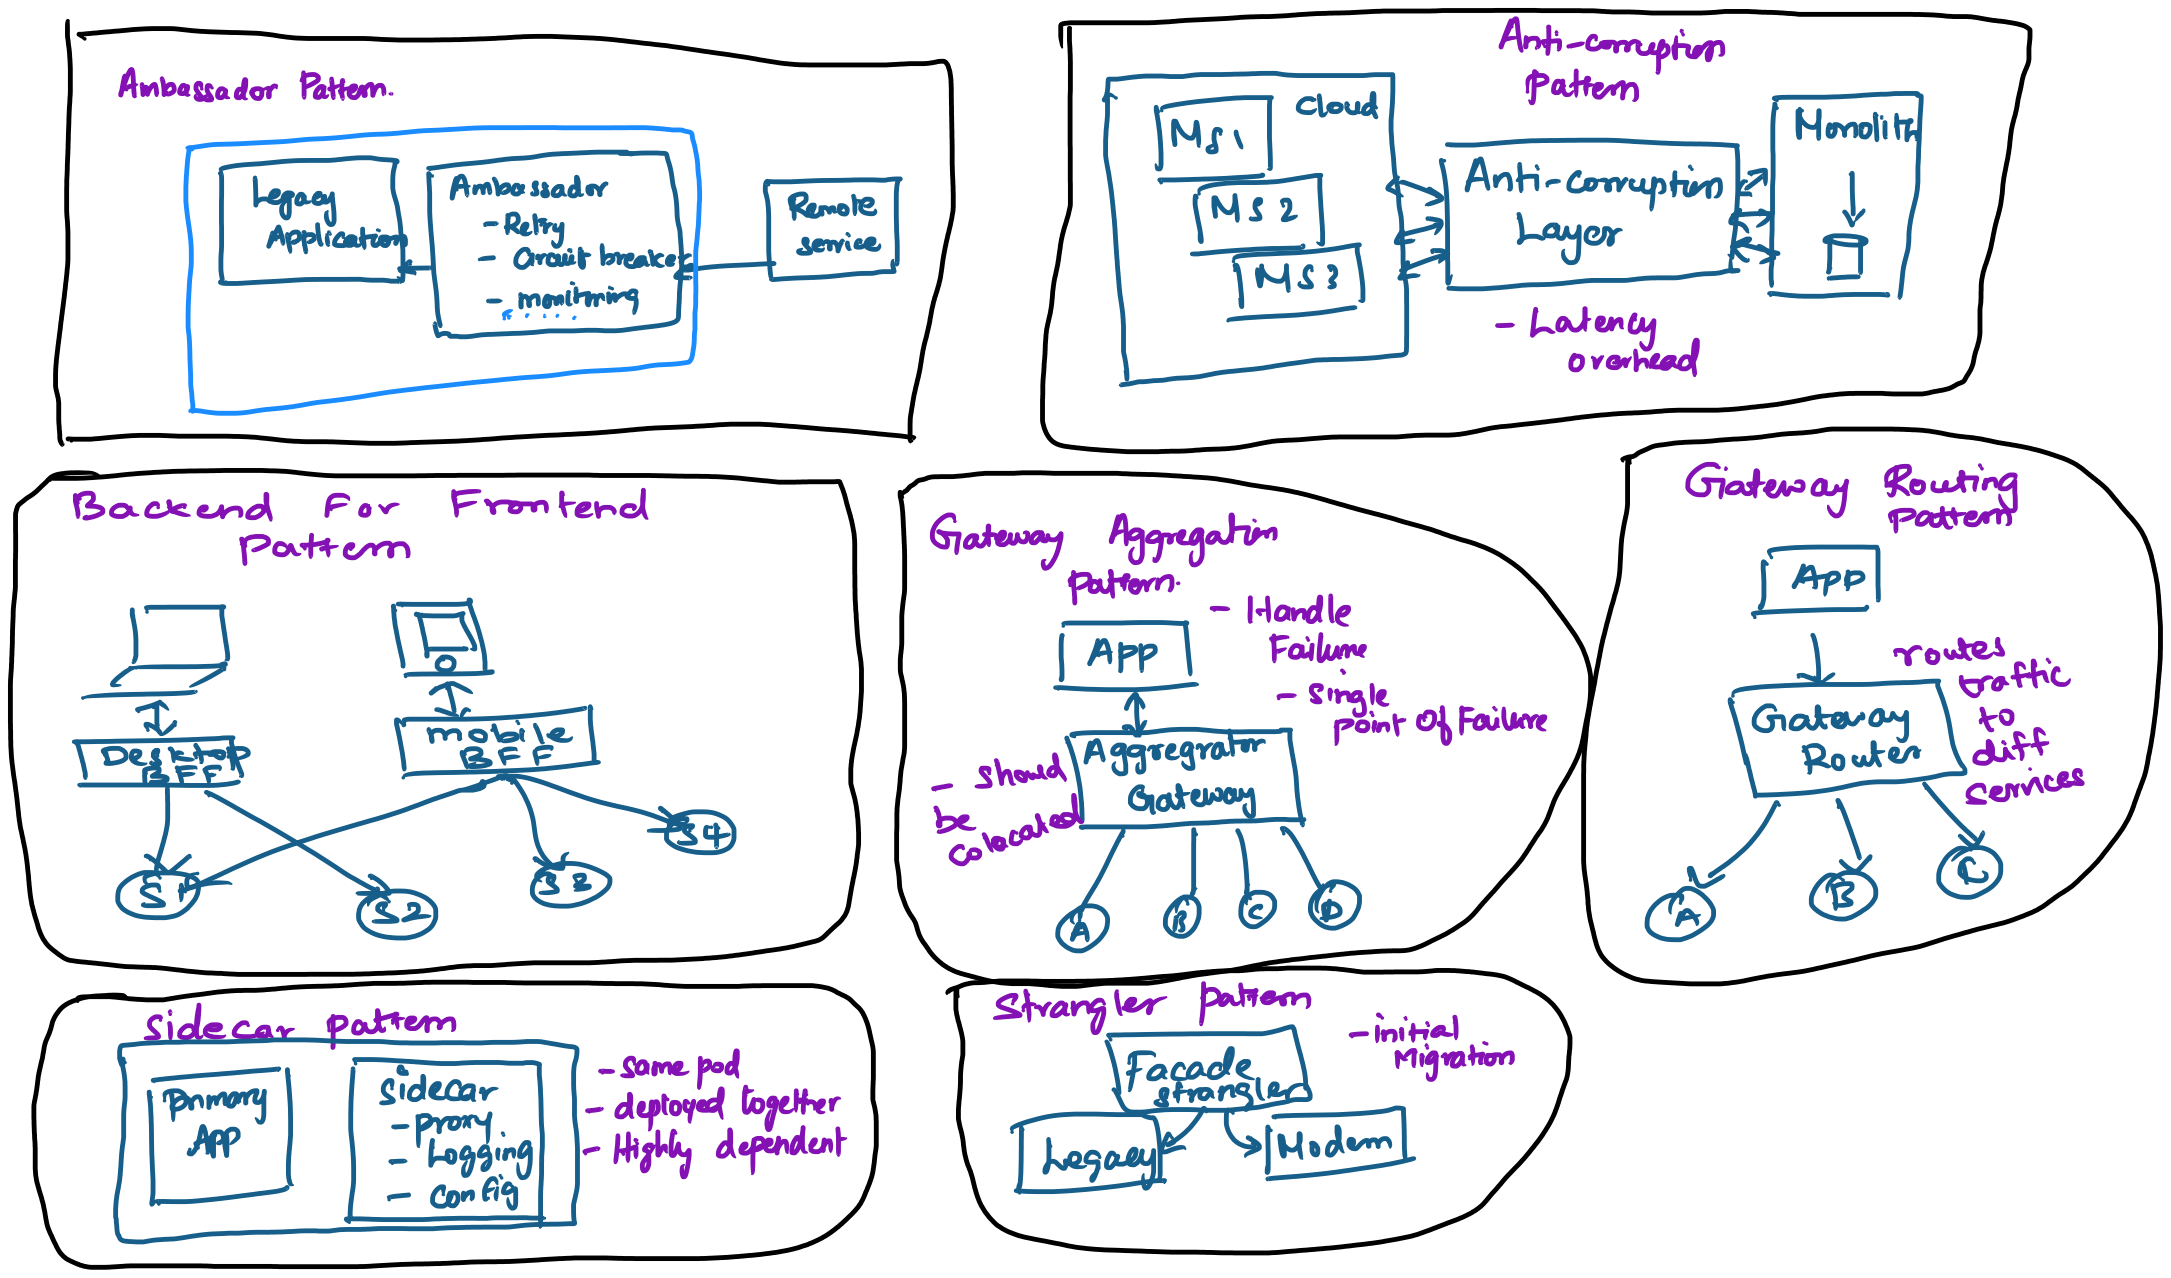 Ambassador Pattern.
Legacy
Application
Ambassador
- Retry
- Circuit breaker
- monitoring
Remote
service
Anti-corruption
Pattern
Cloud
MS1
MS2
MS3
Anti-corruption
Layer
Monolith
- Latency
overhead
Backend For Frontend
Pattern
Desktop
BFF
mobile
BFF
S1
S2
S3
S4
Gateway Aggregation
Pattern.
- Handle
Failure
- Single
Point Of Failure
App
Aggregrator
Gateway
- should
be
colocated
A
B
C
D
Gateway Routing
Pattern
App
Gateway
Router
routes
traffic
to
diff
services
A
B
C
Sidecar Pattern
Primary
App
Sidecar
- Proxy
- Logging
- config
- same pod
- deployed together
- Highly dependent
Strangler Pattern
Facade
strangler
Legacy
Modern
- initial
Migration